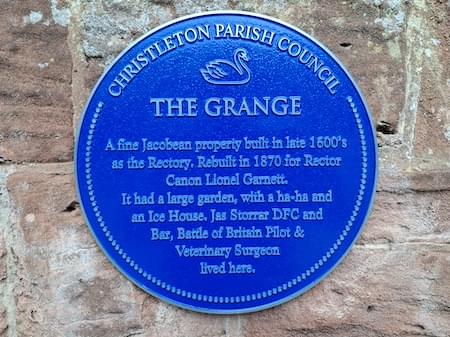 CHRISTLETON PARISH COUNCIL
THE GRANGE
A fine Jacobean property built in late 1600's
as the Rectory. Rebuilt in 1870 for Rector
Canon Lionel Garnett.
It had a large garden, with a ha-ha and
an Ice House. Jas Storrar DFC and
Bar, Battle of Britain Pilot &
Veterinary Surgeon
lived here.